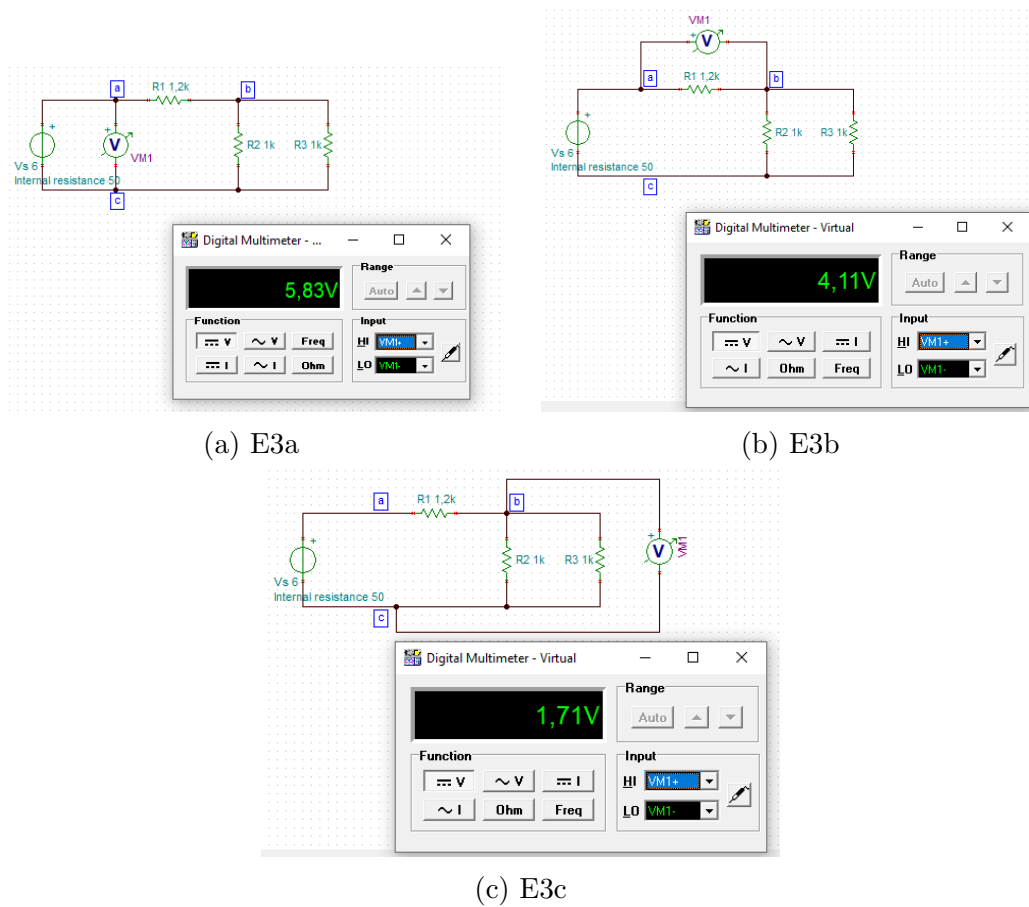 VM1
+
V
a
R1 1,2k
b
+
Vs 6
Internal resistance 50
R2 1k
R3 1k
c
Digital Multimeter - Virtual
4,11V
Range
Auto
Function
V
V
I
I
Ohm
Freq
Input
HI VM1+
LO VM1-
a
R1 1,2k
b
+
+
V
VM1
Vs 6
Internal resistance 50
R2 1k
R3 1k
c
Digital Multimeter - ...
5,83V
Range
Auto
Function
V
V
Freq
I
I
Ohm
Input
HI VM1+
LO VM1-
(a) E3a
(b) E3b
a
R1 1,2k
b
+
Vs 6
Internal resistance 50
R2 1k
R3 1k
+
V
VM1
c
Digital Multimeter - Virtual
1,71V
Range
Auto
Function
V
V
I
I
Ohm
Freq
Input
HI VM1+
LO VM1-
(c) E3c